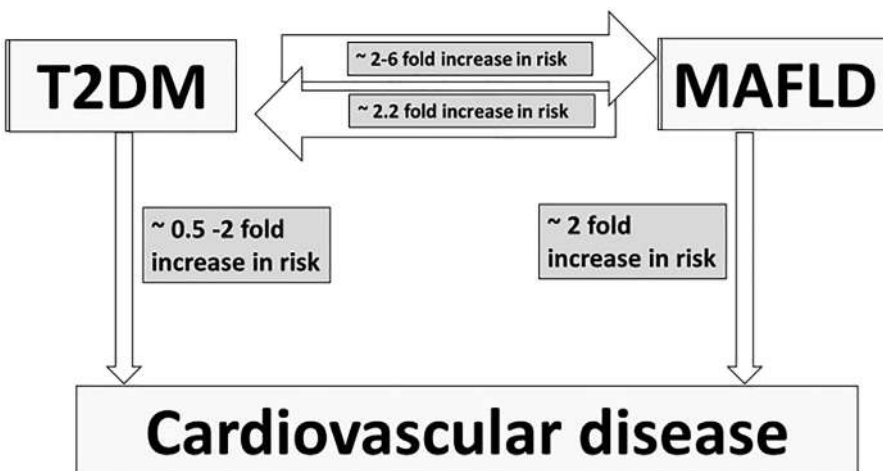 T2DM
~ 2-6 fold increase in risk
~ 2.2 fold increase in risk
MAFLD
~ 0.5 -2 fold
increase in risk
~ 2 fold
increase in risk
Cardiovascular disease